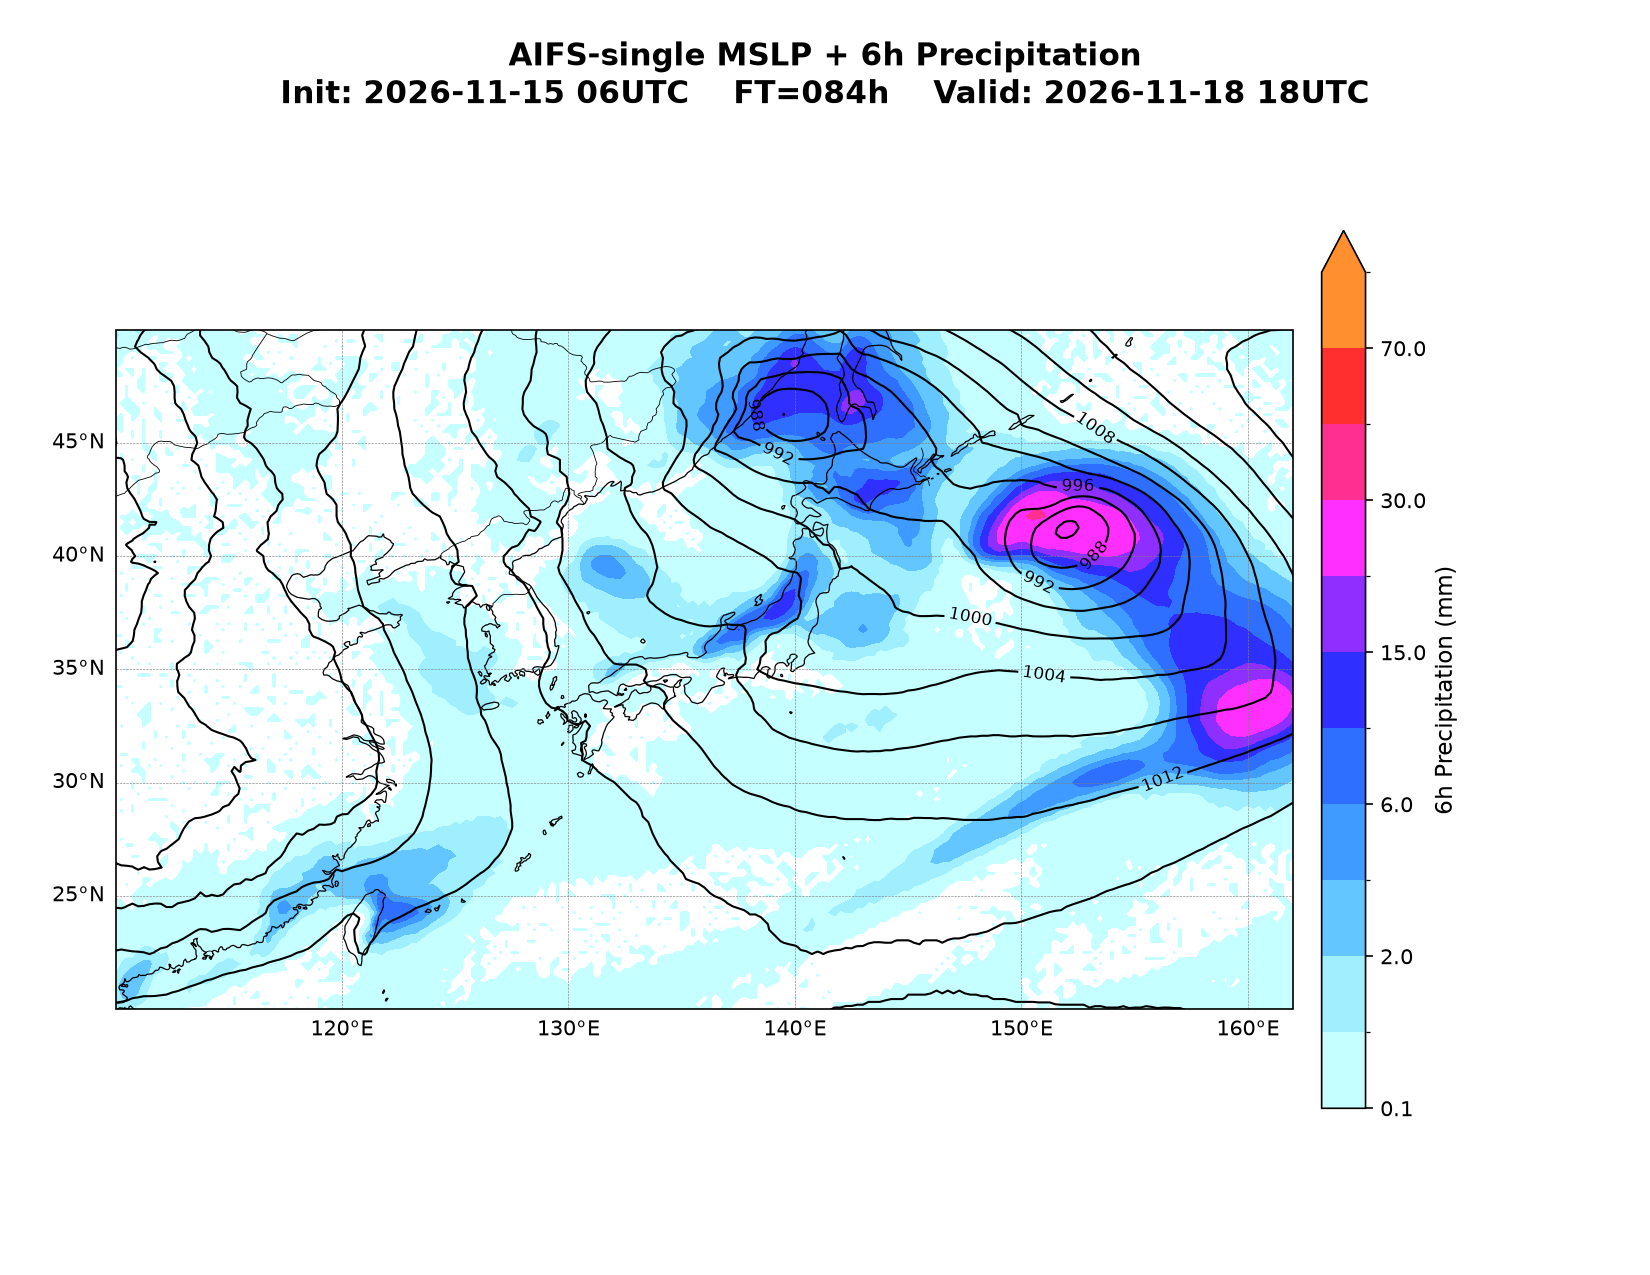 AIFS-single MSLP + 6h Precipitation
Init: 2026-11-15 06UTC    FT=084h    Valid: 2026-11-18 18UTC
70.0
30.0
15.0
6.0
2.0
0.1
6h Precipitation (mm)
45°N
40°N
35°N
30°N
25°N
120°E
130°E
140°E
150°E
160°E
988
992
1008
996
988
992
1000
1004
1012